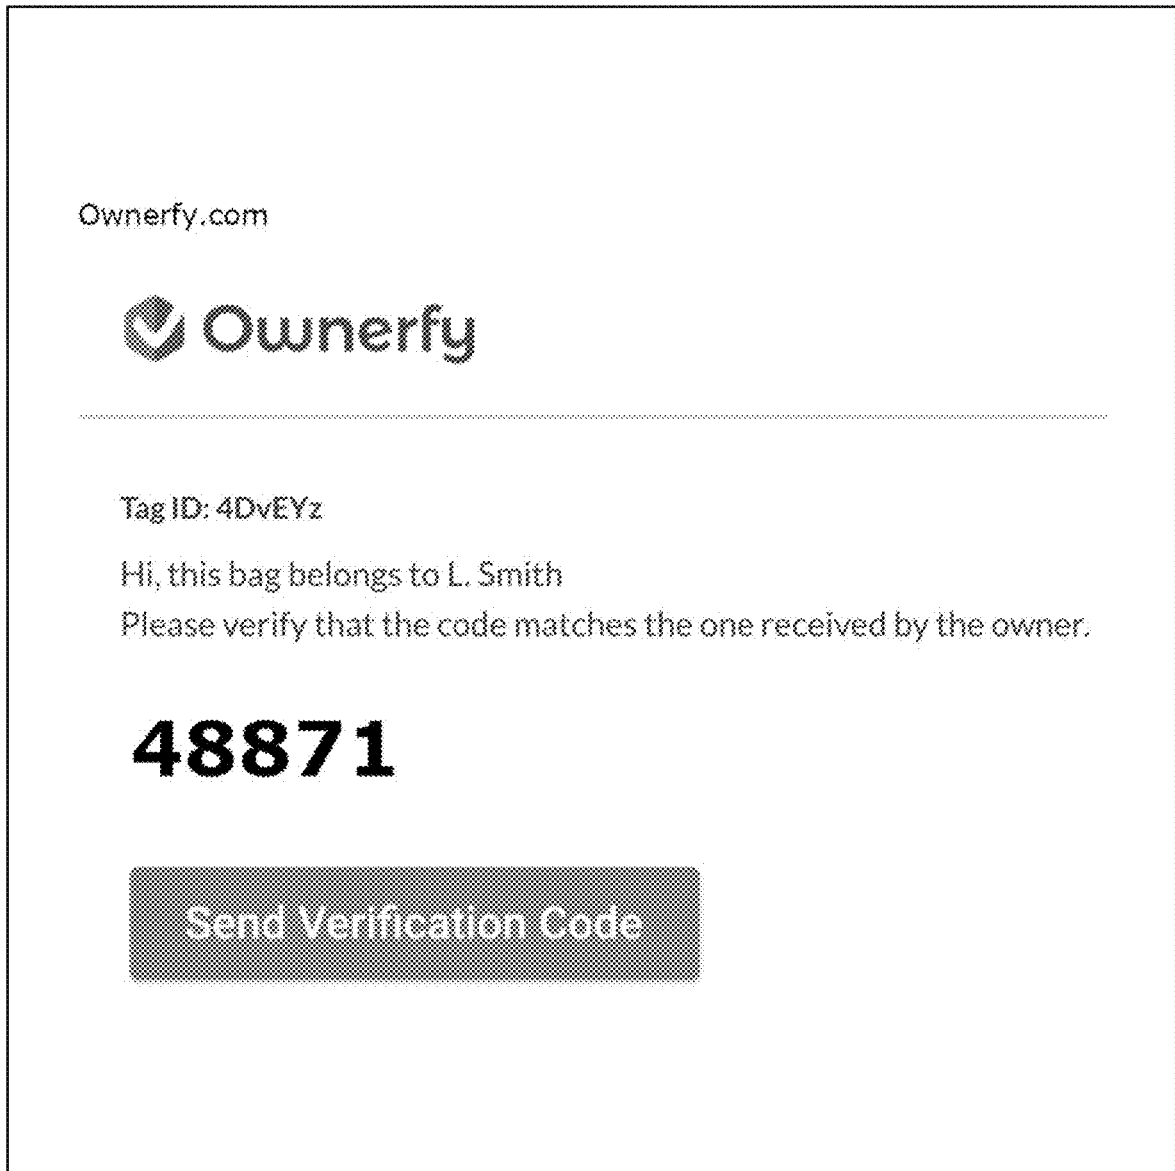 Ownerfy.com
Ownerfy
Tag ID: 4DvEYz
Hi, this bag belongs to L. Smith
Please verify that the code matches the one received by the owner.
48871
Send Verification Code